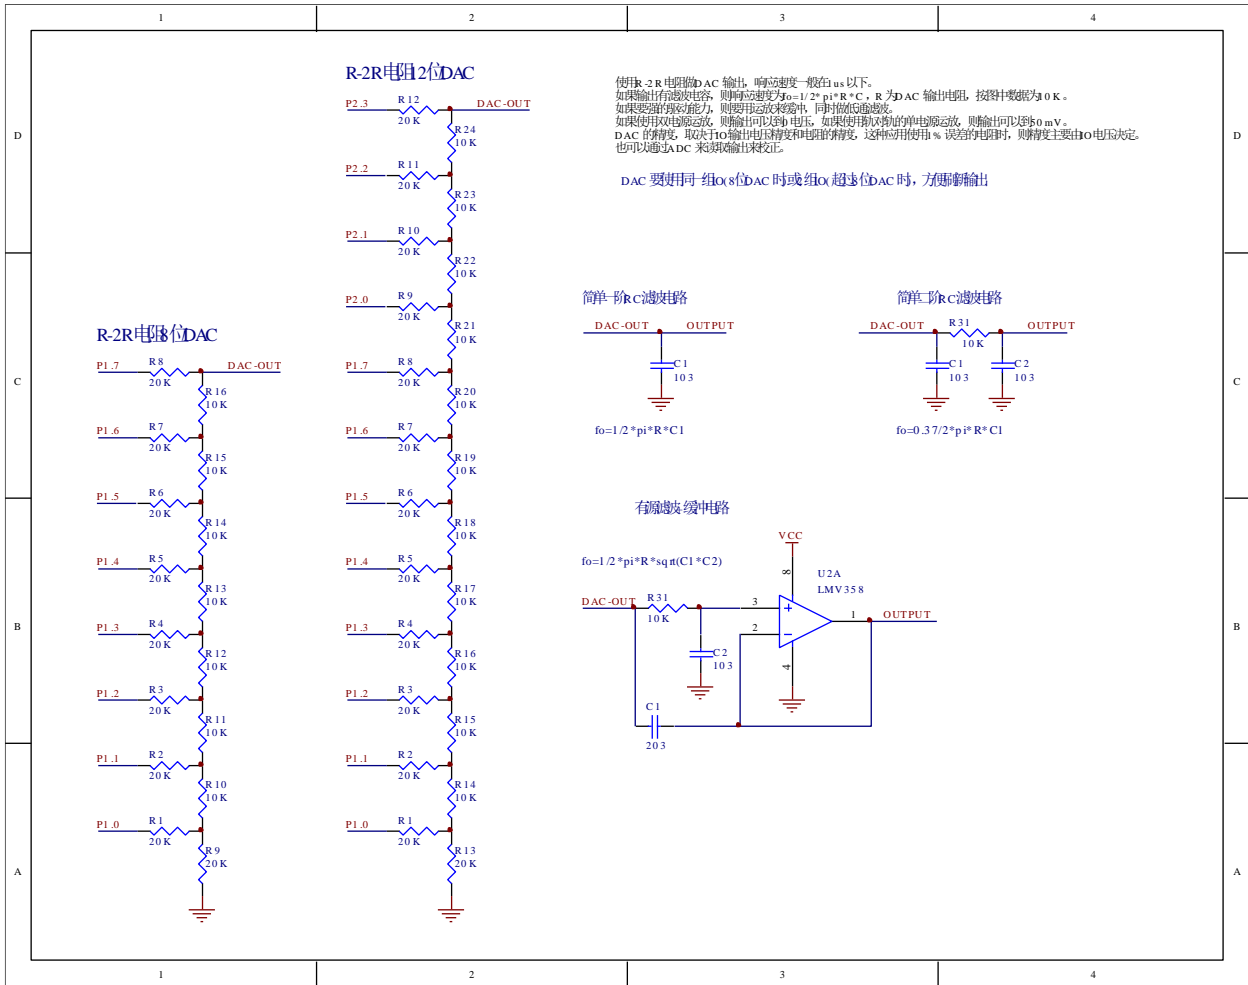 1
2
3
4
D
C
B
A
R-2R电阻12位DAC
P2.3
R12
20K
DAC-OUT
R24
10K
P2.2
R11
20K
R23
10K
P2.1
R10
20K
R22
10K
P2.0
R9
20K
R21
10K
P1.7
R8
20K
R20
10K
P1.6
R7
20K
R19
10K
P1.5
R6
20K
R18
10K
P1.4
R5
20K
R17
10K
P1.3
R4
20K
R16
10K
P1.2
R3
20K
R15
10K
P1.1
R2
20K
R14
10K
P1.0
R1
20K
R13
20K
R-2R电阻8位DAC
P1.7
R8
20K
DAC-OUT
R16
10K
P1.6
R7
20K
R15
10K
P1.5
R6
20K
R14
10K
P1.4
R5
20K
R13
10K
P1.3
R4
20K
R12
10K
P1.2
R3
20K
R11
10K
P1.1
R2
20K
R10
10K
P1.0
R1
20K
R9
20K
使用R-2R电阻做DAC 输出，响应速度一般在1us以下。
如果输出有滤波电容，则响应速度为fo=1/2*pi*R*C，R为DAC 输出电阻，按图中数据为10K。
如果要强的驱动能力，则要用运放来缓冲，同时做低通滤波。
如果使用双电源运放，则输出可以到0电压，如果使用轨对轨的单电源运放，则输出可以到50mV。
DAC 的精度，取决于IO输出电压精度和电阻的精度，这种应用使用1%误差的电阻时，则精度主要由IO电压决定。
也可以通过ADC 来读取输出来校正。
DAC 要使用同一组IO(8位DAC 时)或2组IO(超过8位DAC 时)，方便刷新输出
简单一阶RC滤波电路
DAC-OUT
OUTPUT
C1
103
fo=1/2*pi*R*C1
简单二阶RC滤波电路
DAC-OUT
R31
10K
OUTPUT
C1
103
C2
103
fo=0.37/2*pi*R*C1
有源滤波-缓冲电路
fo=1/2*pi*R*sqrt(C1*C2)
VCC
8
U2A
LMV358
DAC-OUT
R31
10K
3
2
1
OUTPUT
4
C2
103
C1
203
D
C
B
A
1
2
3
4